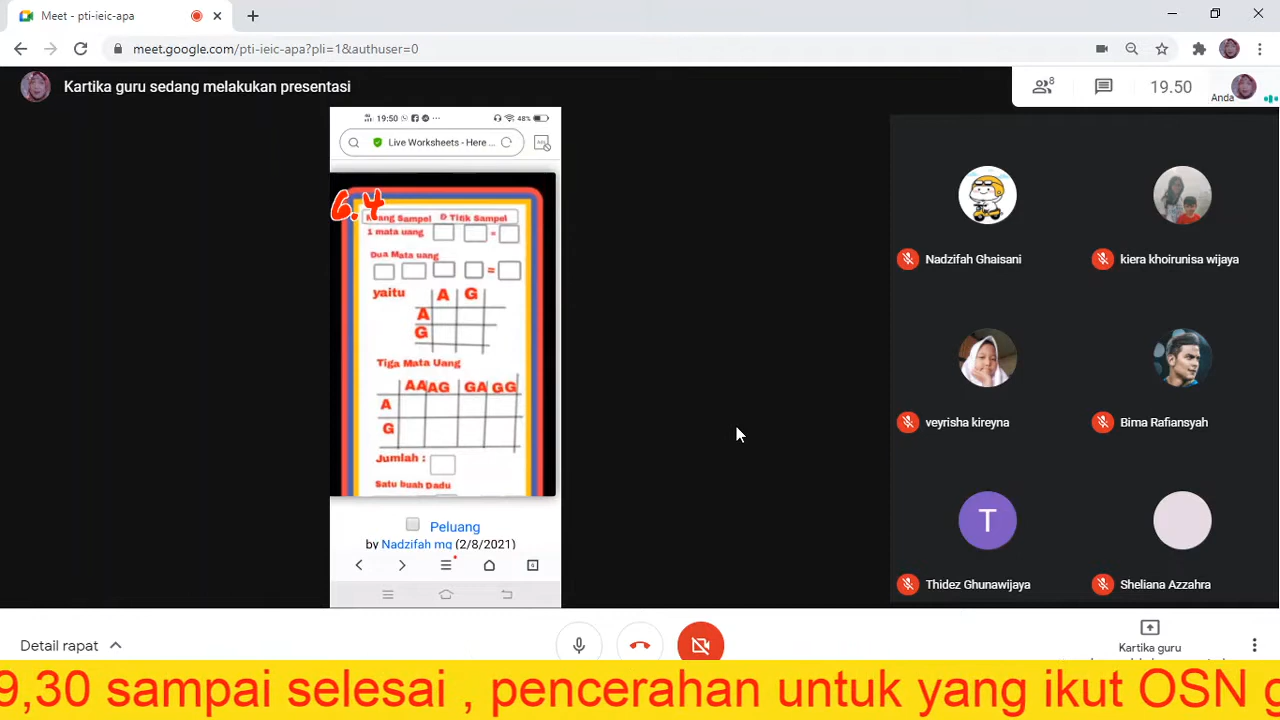 Meet - pti-ieic-apa
meet.google.com/pti-ieic-apa?pli=1&authuser=0
Kartika guru sedang melakukan presentasi
8
19.50
Anda
19:50
48%
Live Worksheets - Here ...
6.4
Ruang Sampel & Titik Sampel
1 mata uang =
Dua Mata uang
=
yaitu A G
A
G
Tiga Mata Uang
AA AG GA GG
A
G
Jumlah :
Satu buah Dadu
Peluang
by Nadzifah mg (2/8/2021)
Nadzifah Ghaisani
kiera khoirunisa wijaya
veyrisha kireyna
Bima Rafiansyah
T
Thidez Ghunawijaya
Sheliana Azzahra
Detail rapat
Kartika guru
9,30 sampai selesai , pencerahan untuk yang ikut OSN g